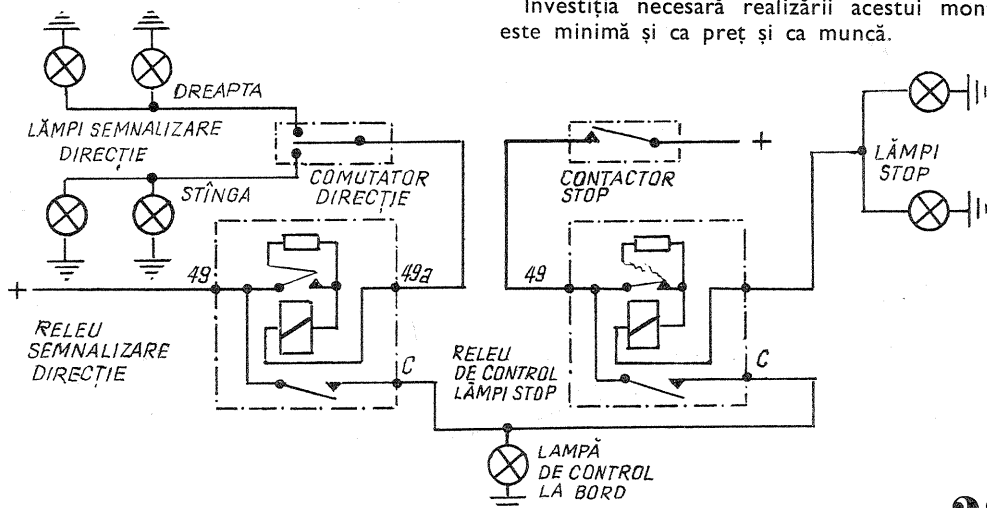 Investiția necesară realizării acestui
este minimă și ca preț și ca muncă.
DREAPTA
LĂMPI SEMNALIZARE
DIRECȚIE
STÎNGA
COMUTATOR
DIRECȚIE
CONTACTOR
STOP
+
LĂMPI
STOP
49
49a
49
+
RELEU
SEMNALIZARE
DIRECȚIE
C
RELEU
DE CONTROL
LĂMPI STOP
C
LAMPĂ
DE CONTROL
LA BORD